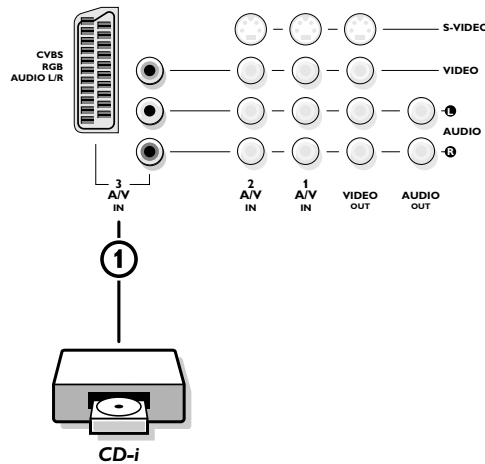 S-VIDEO
CVBS
RGB
AUDIO L/R
VIDEO
L
AUDIO
R
3
A/V
IN
2
A/V
IN
1
A/V
IN
VIDEO
OUT
AUDIO
OUT
1
CD-i